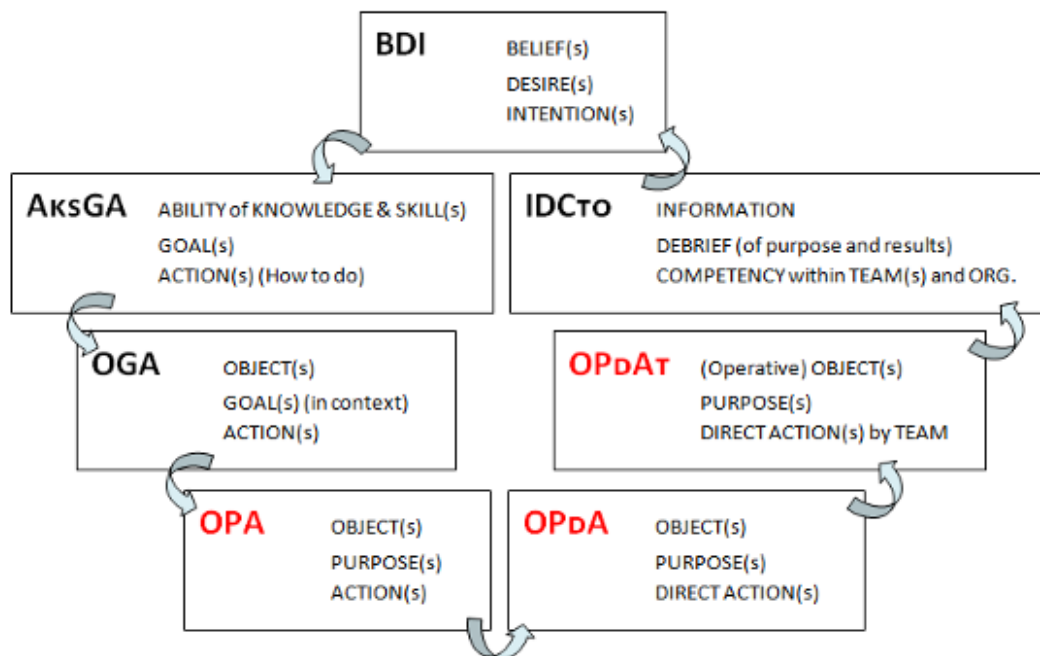 BDI BELIEF(s)
DESIRE(s)
INTENTION(s)
AKSGA ABILITY of KNOWLEDGE & SKILL(s)
GOAL(s)
ACTION(s) (How to do)
IDCTO INFORMATION
DEBRIEF (of purpose and results)
COMPETENCY within TEAM(s) and ORG.
OGA OBJECT(s)
GOAL(s) (in context)
ACTION(s)
OPDAT (Operative) OBJECT(s)
PURPOSE(s)
DIRECT ACTION(s) by TEAM
OPA OBJECT(s)
PURPOSE(s)
ACTION(s)
OPDA OBJECT(s)
PURPOSE(s)
DIRECT ACTION(s)